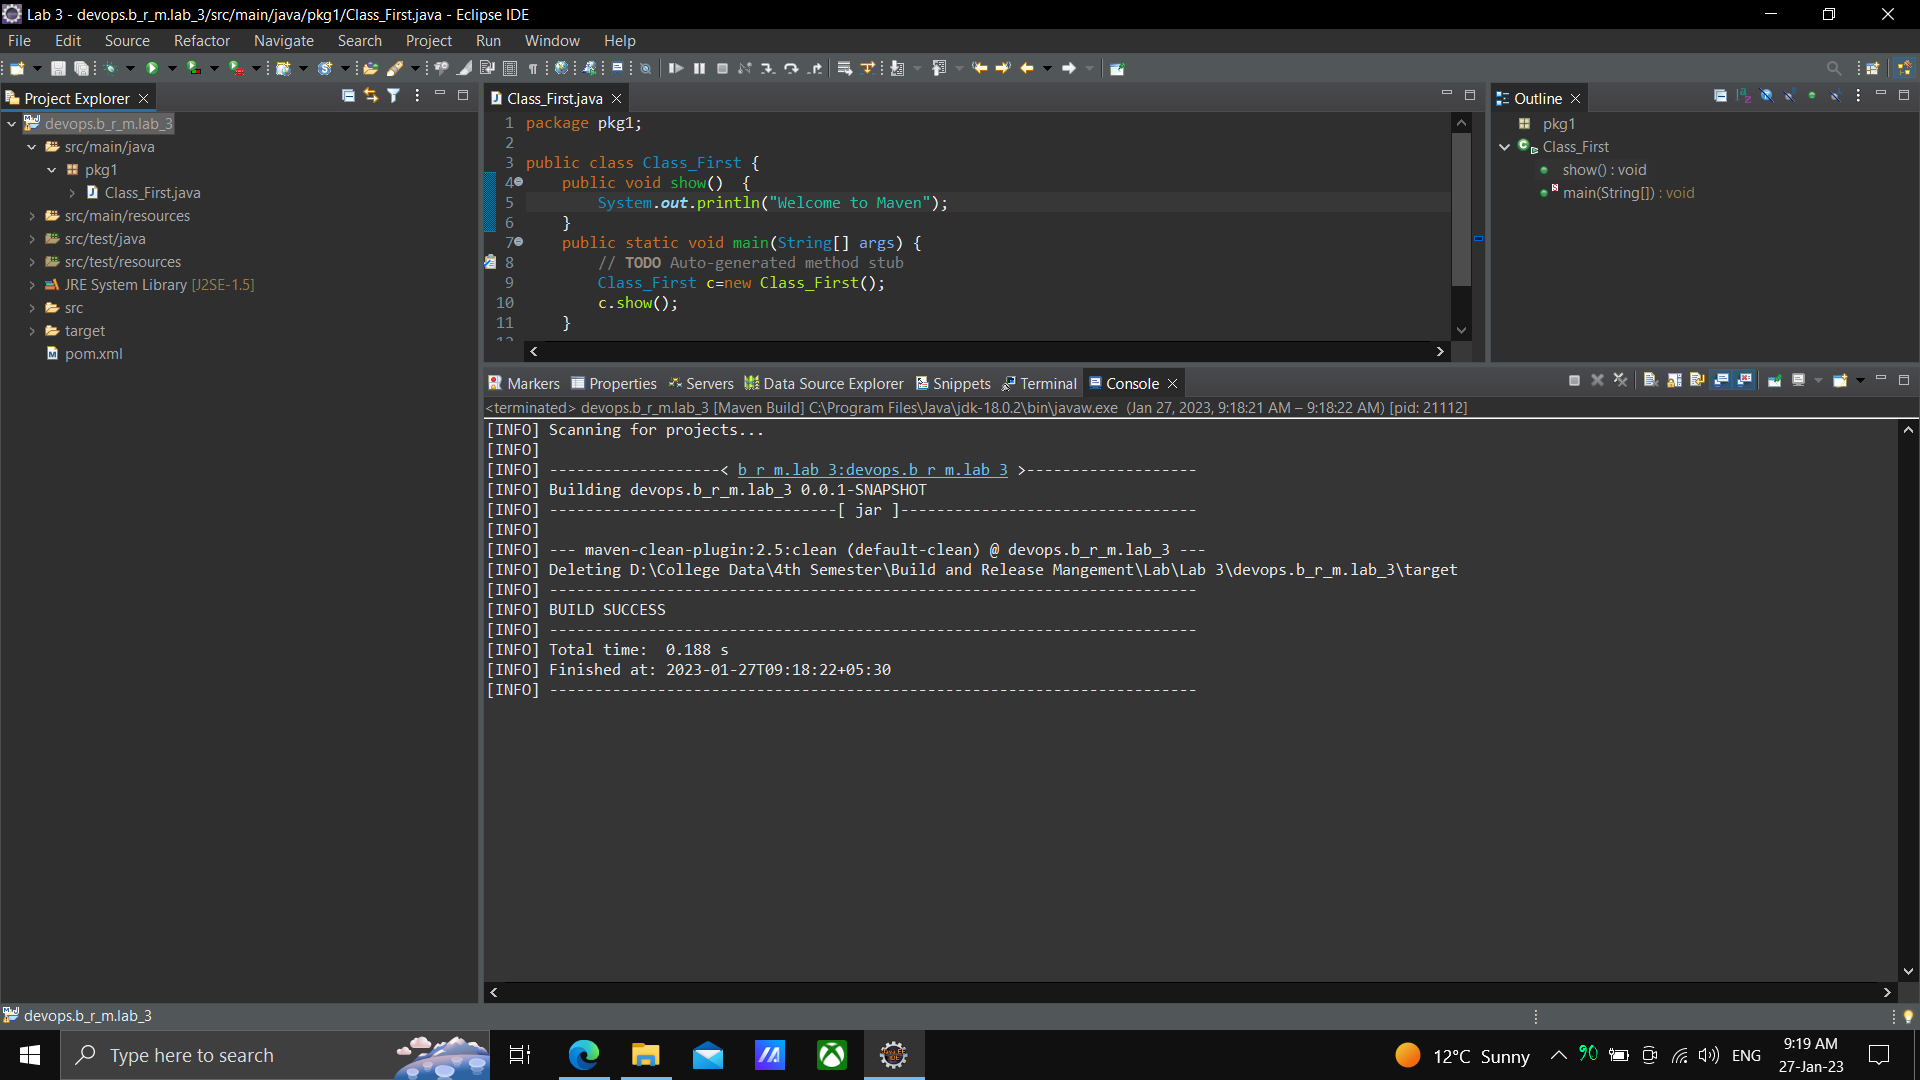 Lab 3 - devops.b_r_m.lab_3/src/main/java/pkg1/Class_First.java - Eclipse IDE
File Edit Source Refactor Navigate Search Project Run Window Help
Project Explorer
devops.b_r_m.lab_3
src/main/java
pkg1
Class_First.java
src/main/resources
src/test/java
src/test/resources
JRE System Library [J2SE-1.5]
src
target
pom.xml
Class_First.java
1 package pkg1;
2
3 public class Class_First {
4 public void show()  {
5 System.out.println("Welcome to Maven");
6 }
7 public static void main(String[] args) {
8 // TODO Auto-generated method stub
9 Class_First c=new Class_First();
10 c.show();
11 }
12
Outline
pkg1
Class_First
show() : void
main(String[]) : void
Markers Properties Servers Data Source Explorer Snippets Terminal Console
<terminated> devops.b_r_m.lab_3 [Maven Build] C:\Program Files\Java\jdk-18.0.2\bin\javaw.exe  (Jan 27, 2023, 9:18:21 AM – 9:18:22 AM) [pid: 21112]
[INFO] Scanning for projects...
[INFO]
[INFO] -------------------< b_r_m.lab_3:devops.b_r_m.lab_3 >-------------------
[INFO] Building devops.b_r_m.lab_3 0.0.1-SNAPSHOT
[INFO] --------------------------------[ jar ]---------------------------------
[INFO]
[INFO] --- maven-clean-plugin:2.5:clean (default-clean) @ devops.b_r_m.lab_3 ---
[INFO] Deleting D:\College Data\4th Semester\Build and Release Mangement\Lab\Lab 3\devops.b_r_m.lab_3\target
[INFO] ------------------------------------------------------------------------
[INFO] BUILD SUCCESS
[INFO] ------------------------------------------------------------------------
[INFO] Total time:  0.188 s
[INFO] Finished at: 2023-01-27T09:18:22+05:30
[INFO] ------------------------------------------------------------------------
devops.b_r_m.lab_3
Type here to search
12°C Sunny
90
ENG
9:19 AM
27-Jan-23